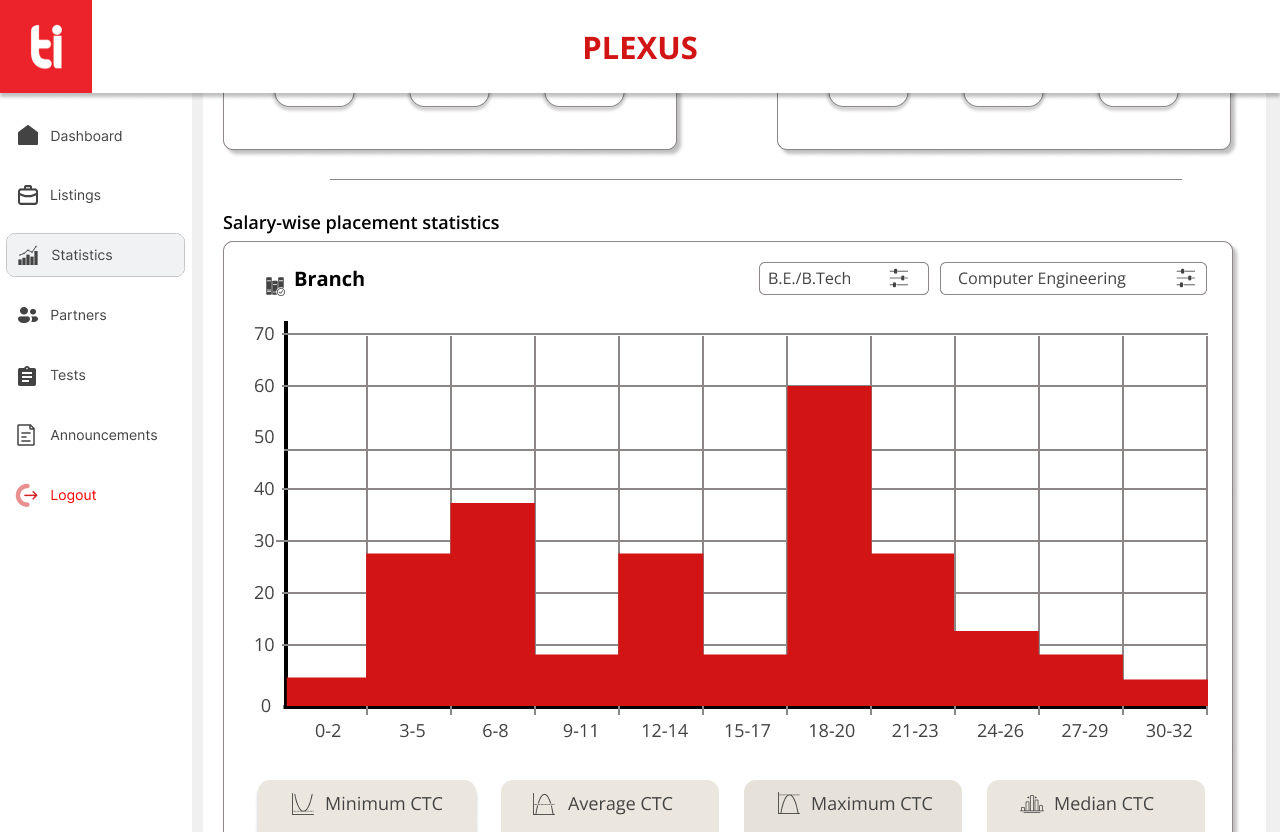 ti
PLEXUS
Dashboard
Listings
Statistics
Partners
Tests
Announcements
Logout
Salary-wise placement statistics
Branch
B.E./B.Tech
Computer Engineering
70
60
50
40
30
20
10
0
0-2 3-5 6-8 9-11 12-14 15-17 18-20 21-23 24-26 27-29 30-32
Minimum CTC
Average CTC
Maximum CTC
Median CTC